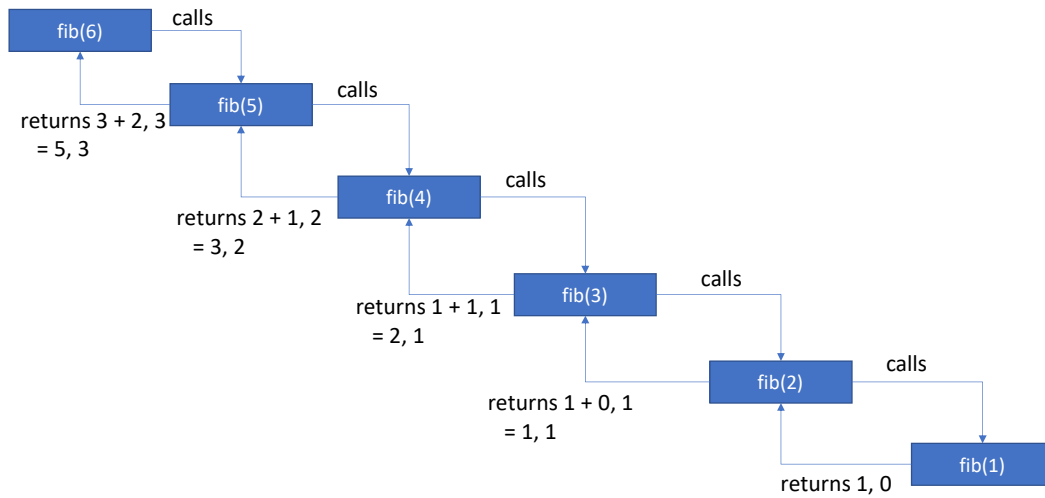 fib(6)
calls
fib(5)
calls
returns 3 + 2, 3
= 5, 3
fib(4)
calls
returns 2 + 1, 2
= 3, 2
fib(3)
calls
returns 1 + 1, 1
= 2, 1
fib(2)
calls
returns 1 + 0, 1
= 1, 1
fib(1)
returns 1, 0